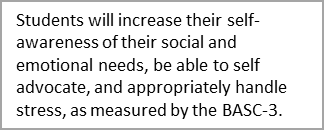 Students will increase their self-
awareness of their social and
emotional needs, be able to self
advocate, and appropriately handle
stress, as measured by the BASC-3.